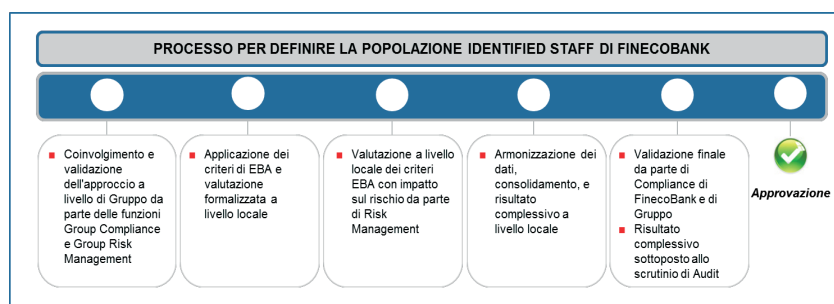 PROCESSO PER DEFINIRE LA POPOLAZIONE IDENTIFIED STAFF DI FINECOBANK
Coinvolgimento e
validazione
dell'approccio a
livello di Gruppo da
parte delle funzioni
Group Compliance
e Group Risk
Management
Applicazione dei
criteri di EBA e
valutazione
formalizzata a
livello locale
Valutazione a livello
locale dei criteri
EBA con impatto
sul rischio da parte
di Risk
Management
Armonizzazione dei
dati,
consolidamento, e
risultato
complessivo a
livello locale
Validazione finale
da parte di
Compliance di
FinecoBank e di
Gruppo
Risultato
complessivo
sottoposto allo
scrutinio di Audit
Approvazione